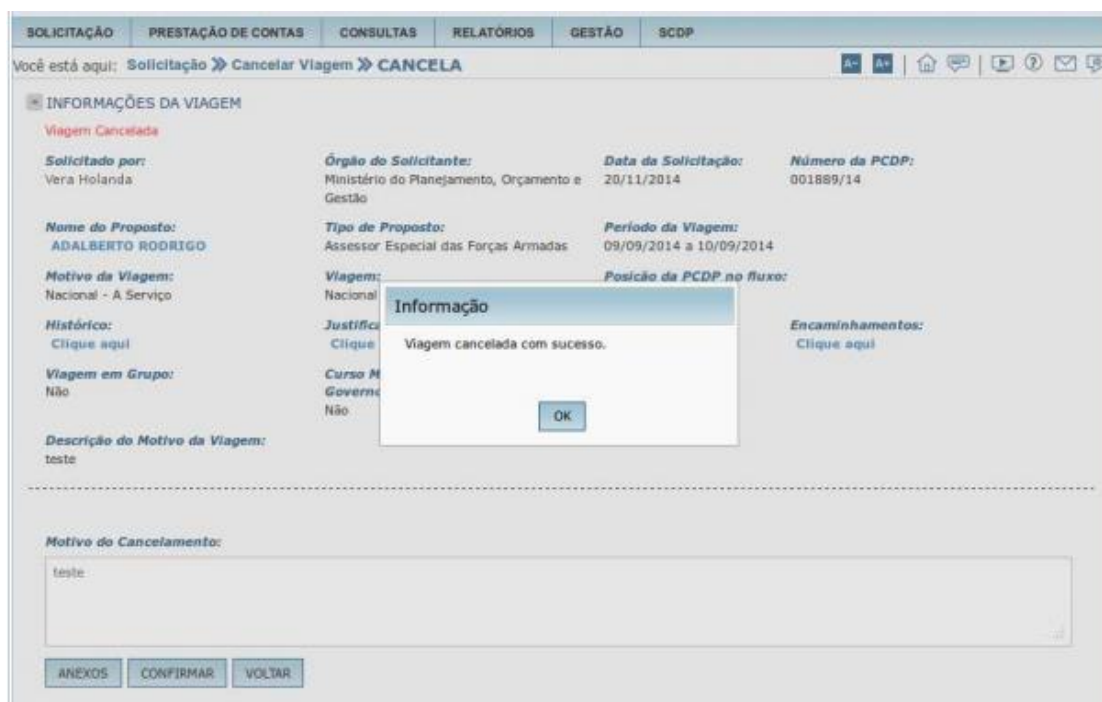 SOLICITAÇÃO PRESTAÇÃO DE CONTAS CONSULTAS RELATÓRIOS GESTÃO SCDP
Você está aqui: Solicitação Cancelar Viagem CANCELA A- A+
INFORMAÇÕES DA VIAGEM
Viagem Cancelada
Solicitado por: Órgão do Solicitante: Data da Solicitação: Número da PCDP:
Vera Holanda Ministério do Planejamento, Orçamento e 20/11/2014 001889/14
Gestão
Nome do Proposto: Tipo de Proposto: Período da Viagem:
ADALBERTO RODRIGO Assessor Especial das Forças Armadas 09/09/2014 a 10/09/2014
Motivo da Viagem: Viagem: Posição da PCDP no fluxo:
Nacional - A Serviço Nacional
Informação
Histórico: Justifica Encaminhamentos:
Clique aqui Clique Viagem cancelada com sucesso. Clique aqui
Viagem em Grupo: Curso M
Não Governo
Não OK
Descrição do Motivo da Viagem:
teste
Motivo do Cancelamento:
teste
ANEXOS CONFIRMAR VOLTAR